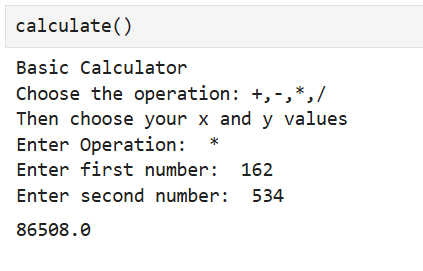 calculate()
Basic Calculator
Choose the operation: +,-,*,/
Then choose your x and y values
Enter Operation:  *
Enter first number:  162
Enter second number:  534
86508.0